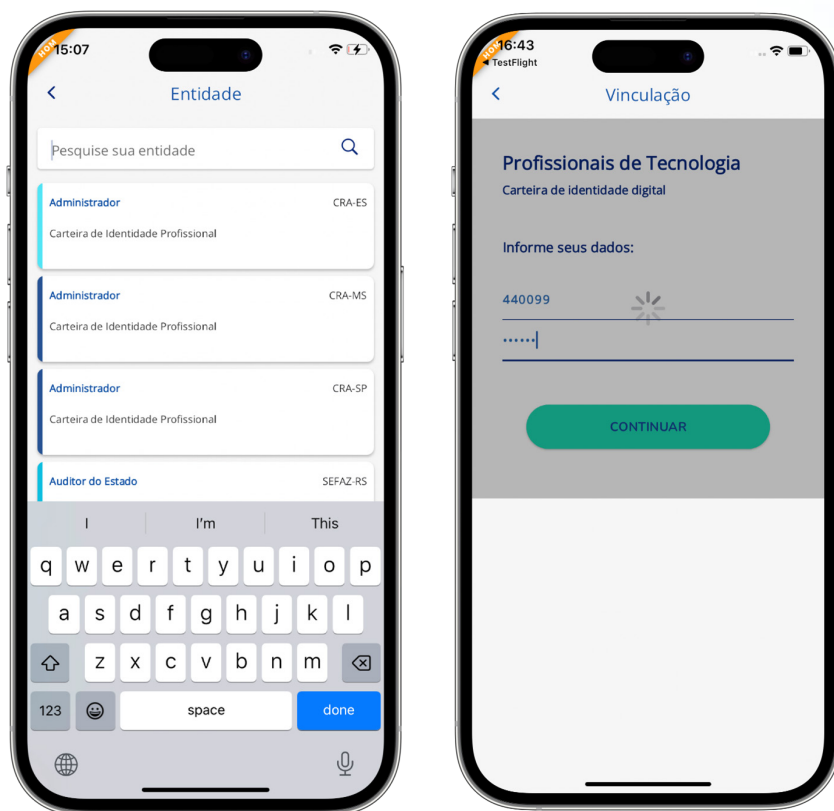 HOM
15:07
Entidade
Pesquise sua entidade
Administrador CRA-ES
Carteira de Identidade Profissional
Administrador CRA-MS
Carteira de Identidade Profissional
Administrador CRA-SP
Carteira de Identidade Profissional
Auditor do Estado SEFAZ-RS
I I'm This
q w e r t y u i o p
a s d f g h j k l
z x c v b n m
123 space done
HOM
16:43
TestFlight
Vinculação
Profissionais de Tecnologia
Carteira de identidade digital
Informe seus dados:
440099
••••••
CONTINUAR